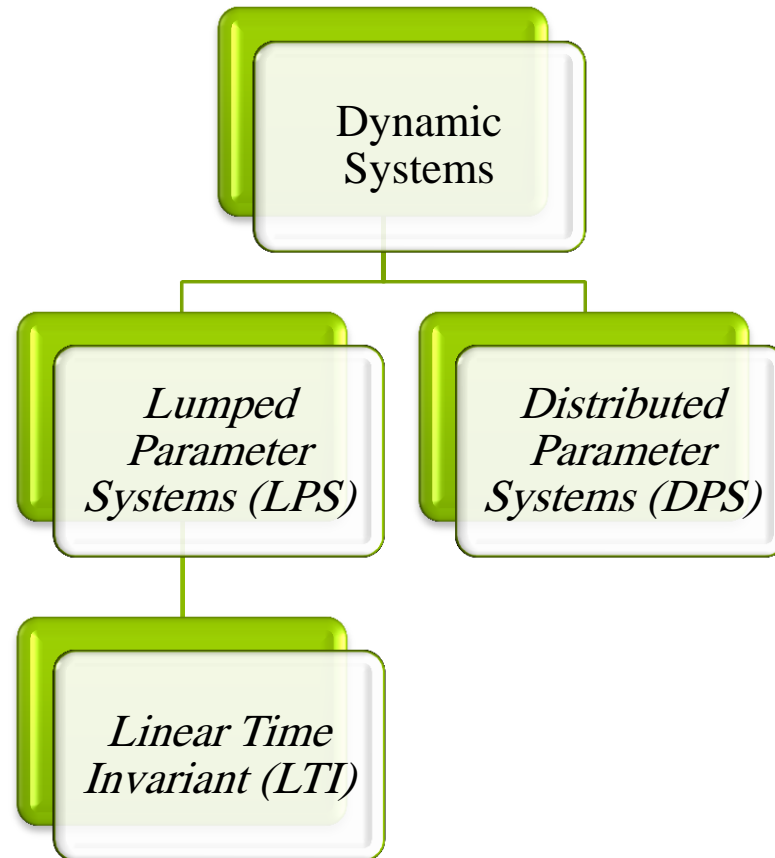 Dynamic
Systems
Lumped
Parameter
Systems (LPS)
Distributed
Parameter
Systems (DPS)
Linear Time
Invariant (LTI)